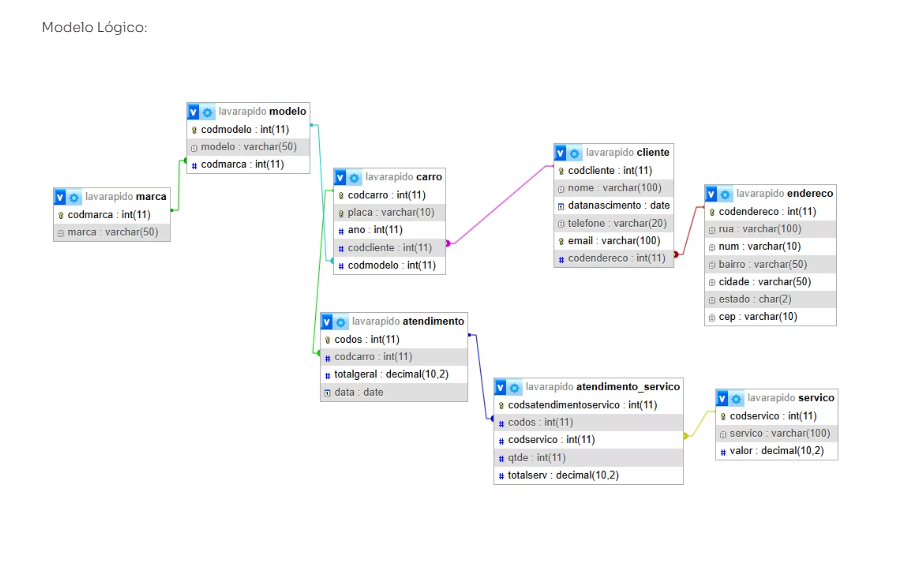 Modelo Lógico:
lavarapido modelo
codmodelo : int(11)
modelo : varchar(50)
codmarca : int(11)
lavarapido marca
codmarca : int(11)
marca : varchar(50)
lavarapido carro
codcarro : int(11)
placa : varchar(10)
ano : int(11)
codcliente : int(11)
codmodelo : int(11)
lavarapido cliente
codcliente : int(11)
nome : varchar(100)
datanascimento : date
telefone : varchar(20)
email : varchar(100)
codendereco : int(11)
lavarapido endereco
codendereco : int(11)
rua : varchar(100)
num : varchar(10)
bairro : varchar(50)
cidade : varchar(50)
estado : char(2)
cep : varchar(10)
lavarapido atendimento
codos : int(11)
codcarro : int(11)
totalgeral : decimal(10,2)
data : date
lavarapido atendimento_servico
codsatendimentoservico : int(11)
codos : int(11)
codservico : int(11)
qtde : int(11)
totalserv : decimal(10,2)
lavarapido servico
codservico : int(11)
servico : varchar(100)
valor : decimal(10,2)